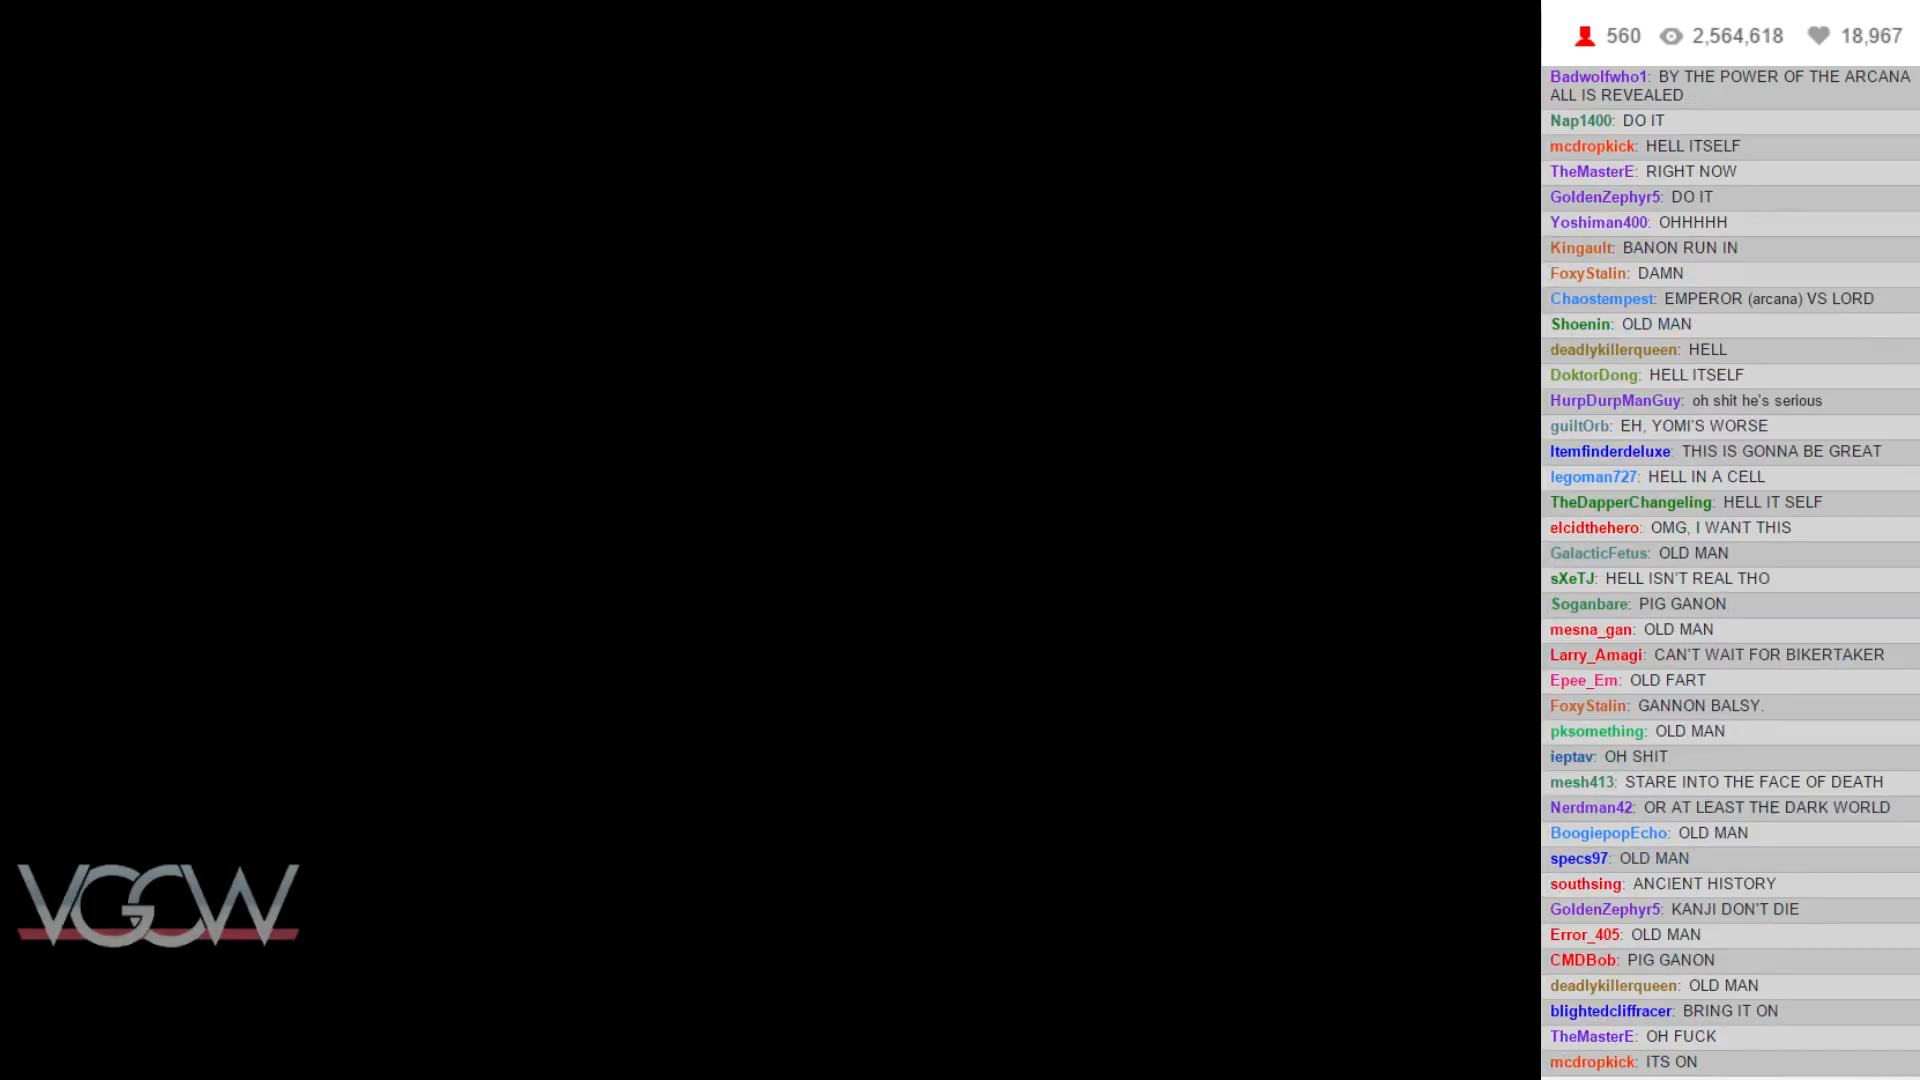 560 2,564,618 18,967
Badwolfwho1: BY THE POWER OF THE ARCANA
ALL IS REVEALED
Nap1400: DO IT
mcdropkick: HELL ITSELF
TheMasterE: RIGHT NOW
GoldenZephyr5: DO IT
Yoshiman400: OHHHHH
Kingault: BANON RUN IN
FoxyStalin: DAMN
Chaostempest: EMPEROR (arcana) VS LORD
Shoenin: OLD MAN
deadlykillerqueen: HELL
DoktorDong: HELL ITSELF
HurpDurpManGuy: oh shit he's serious
guiltOrb: EH, YOMI'S WORSE
Itemfinderdeluxe: THIS IS GONNA BE GREAT
legoman727: HELL IN A CELL
TheDapperChangeling: HELL IT SELF
elcidthehero: OMG, I WANT THIS
GalacticFetus: OLD MAN
sXeTJ: HELL ISN'T REAL THO
Soganbare: PIG GANON
mesna_gan: OLD MAN
Larry_Amagi: CAN'T WAIT FOR BIKERTAKER
Epee_Em: OLD FART
FoxyStalin: GANNON BALSY.
pksomething: OLD MAN
ieptav: OH SHIT
mesh413: STARE INTO THE FACE OF DEATH
Nerdman42: OR AT LEAST THE DARK WORLD
BoogiepopEcho: OLD MAN
specs97: OLD MAN
southsing: ANCIENT HISTORY
GoldenZephyr5: KANJI DON'T DIE
Error_405: OLD MAN
CMDBob: PIG GANON
deadlykillerqueen: OLD MAN
blightedcliffracer: BRING IT ON
TheMasterE: OH FUCK
mcdropkick: ITS ON
VGCW